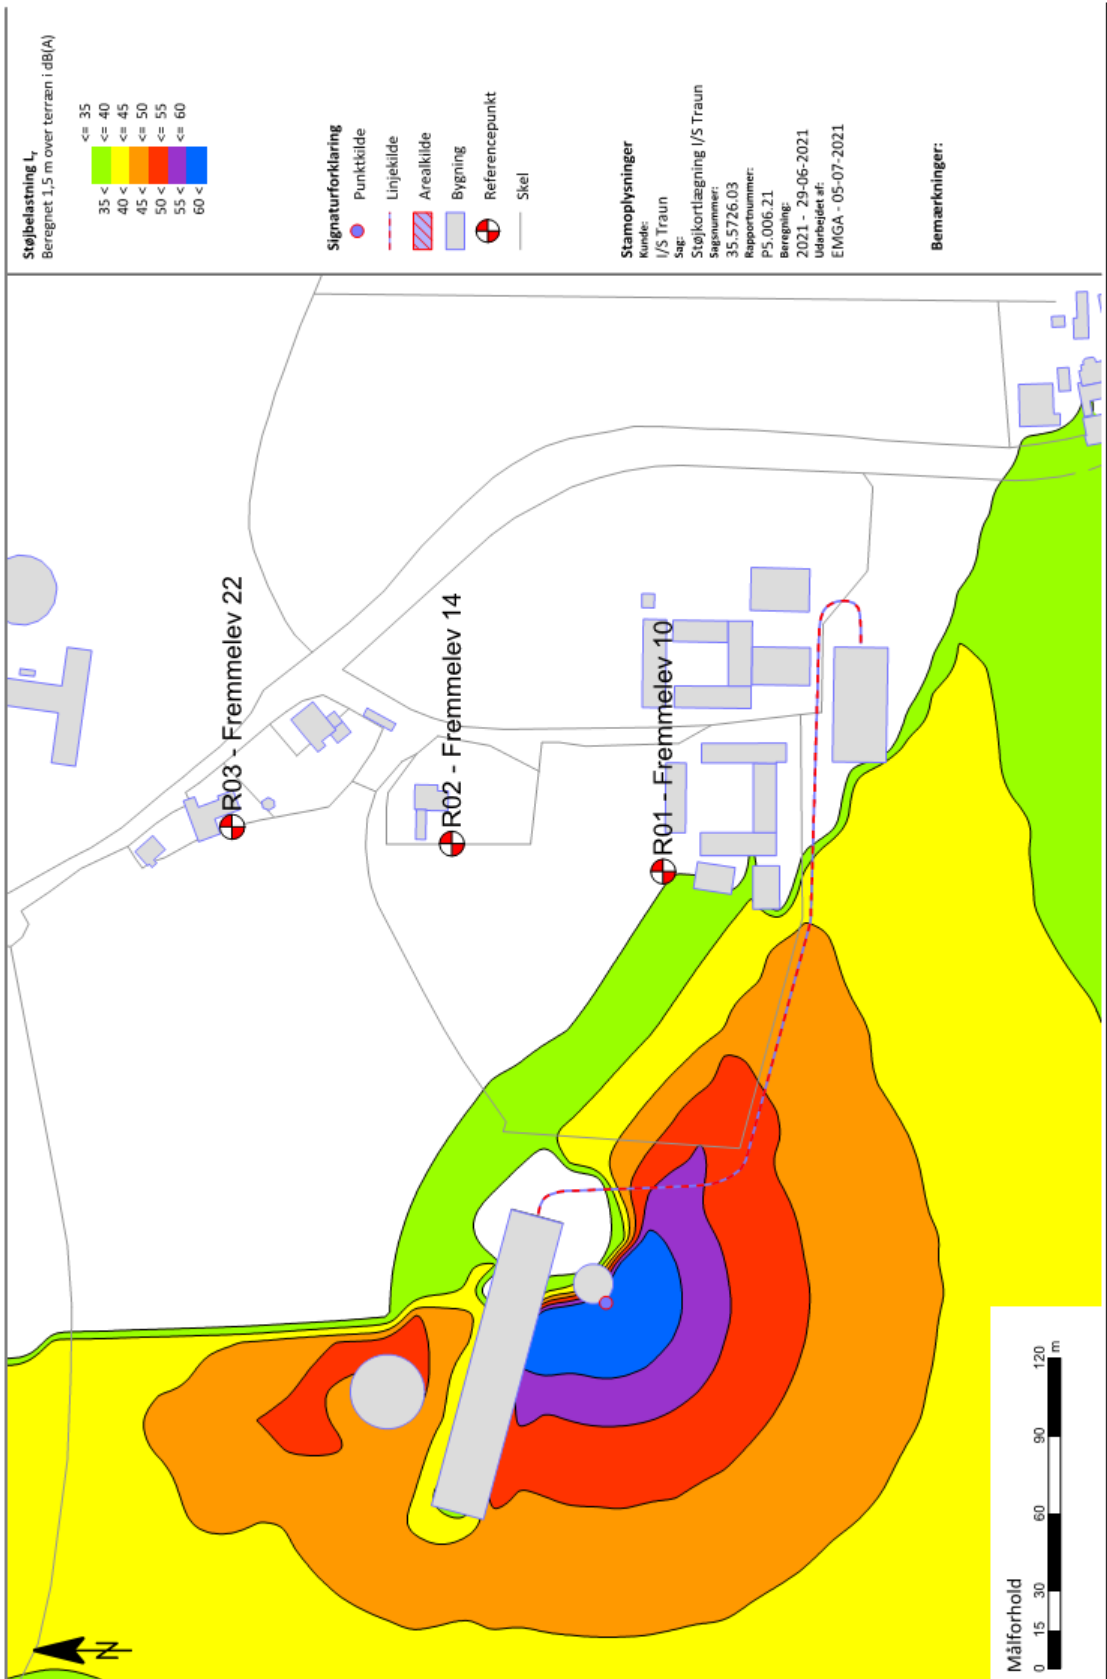 Støjbelastning Lr
Beregnet 1,5 m over terræn i dB(A)
<= 35
35 < <= 40
40 < <= 45
45 < <= 50
50 < <= 55
55 < <= 60
60 <
Signaturforklaring
Punktkilde
Linjekilde
Arealkilde
Bygning
Referencepunkt
Skel
Stamoplysninger
Kunde:
I/S Traun
Sag:
Støjkortlægning I/S Traun
Sagsnummer:
35.5726.03
Rapportnummer:
P5.006.21
Beregning:
2021 - 29-06-2021
Udarbejdet af:
EMGA - 05-07-2021
Bemærkninger:
R03 - Fremmelev 22
R02 - Fremmelev 14
R01 - Fremmelev 10
N
Målforhold
0 15 30 60 90 120
m